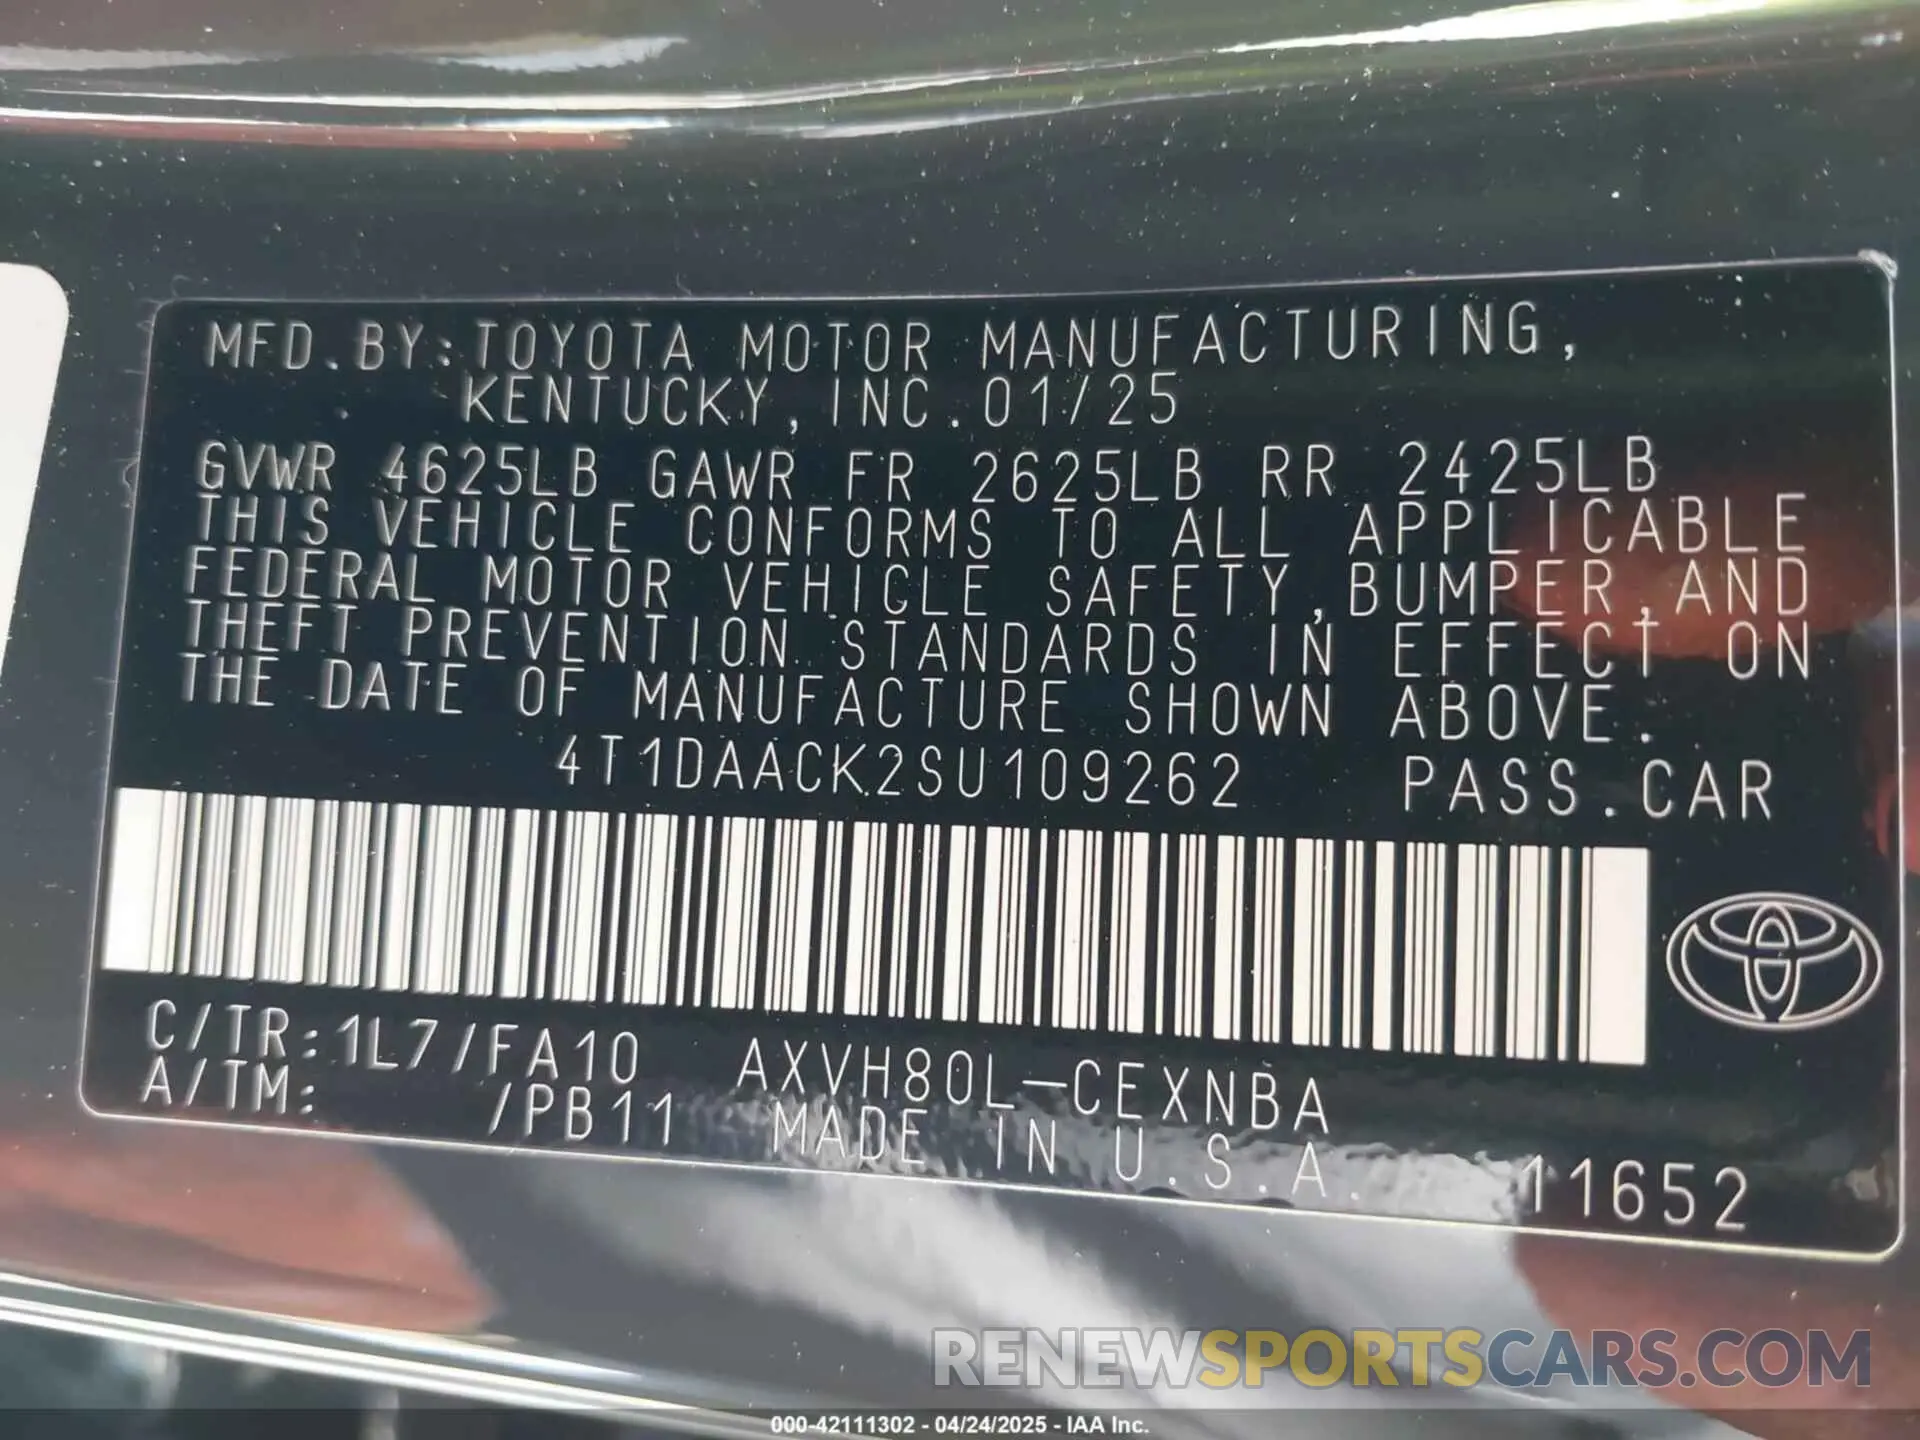 MFD.BY:TOYOTA MOTOR MANUFACTURING,
KENTUCKY, INC. 01/25
GVWR 4625LB GAWR FR 2625LB RR 2425LB
THIS VEHICLE CONFORMS TO ALL APPLICABLE
FEDERAL MOTOR VEHICLE SAFETY,BUMPER,AND
THEFT PREVENTION STANDARDS IN EFFECT ON
THE DATE OF MANUFACTURE SHOWN ABOVE.
4T1DAACK2SU109262 PASS.CAR
C/TR:1L7/FA10 AXVH80L-CEXNBA
A/TM: /PB11 MADE IN U.S.A. 11652
RENEWSPORTSCARS.COM
000-42111302 - 04/24/2025 - IAA Inc.